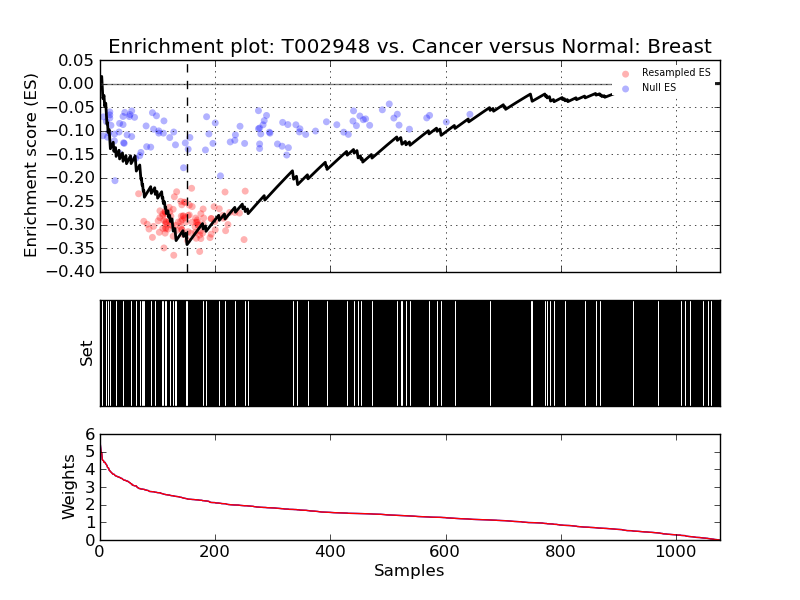 Enrichment plot: T002948 vs. Cancer versus Normal: Breast
Enrichment score (ES)
0.05
0.00
−0.05
−0.10
−0.15
−0.20
−0.25
−0.30
−0.35
−0.40
Resampled ES
Null ES
Set
Weights
6
5
4
3
2
1
0
0 200 400 600 800 1000
Samples